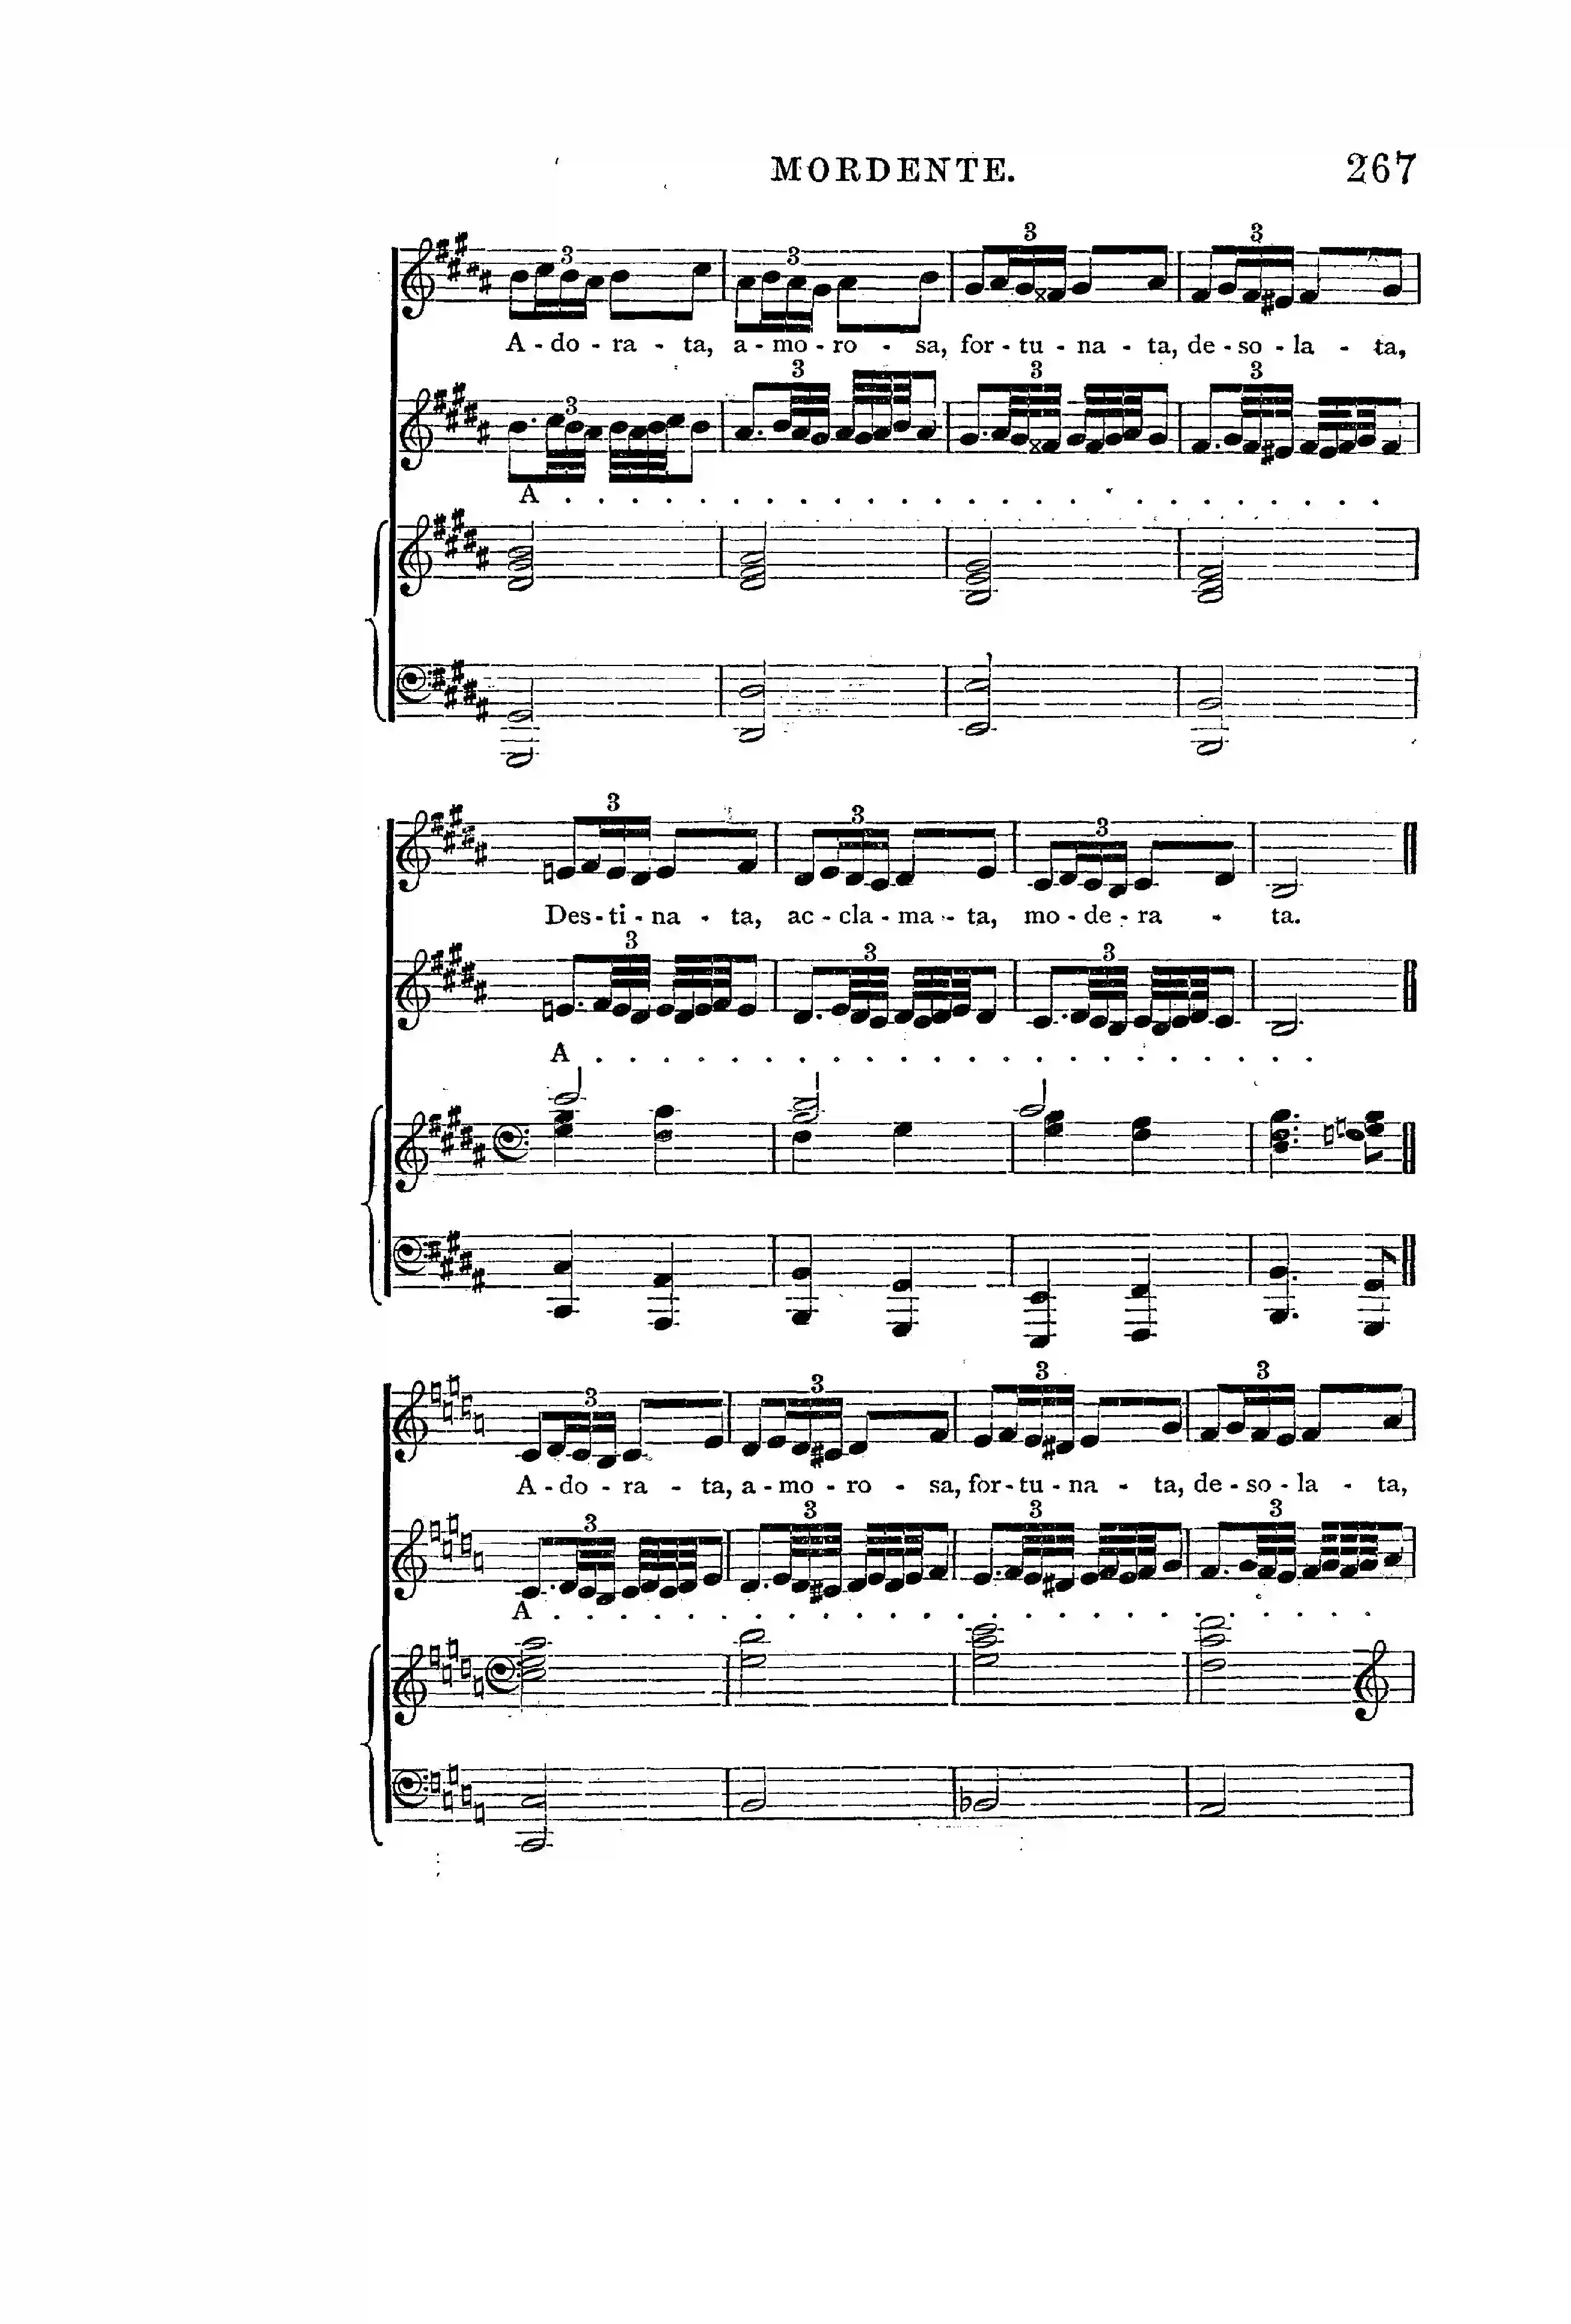 MORDENTE. 267
3 3 3 3
A - do - ra - ta, a - mo - ro - sa, for - tu - na - ta, de - so - la - ta,
3 3 3 3
A . . . . . . . . . . . . . . . . . . . . . . . . .
3 3 3
Des - ti - na - ta, ac - cla - ma - ta, mo - de - ra - ta.
3 3 3
A . . . . . . . . . . . . . . . . . . . . . .
3 3 3 3
A - do - ra - ta, a - mo - ro - sa, for - tu - na - ta, de - so - la - ta,
3 3 3 3
A . . . . . . . . . . . . . . . . . . . . . . . . .